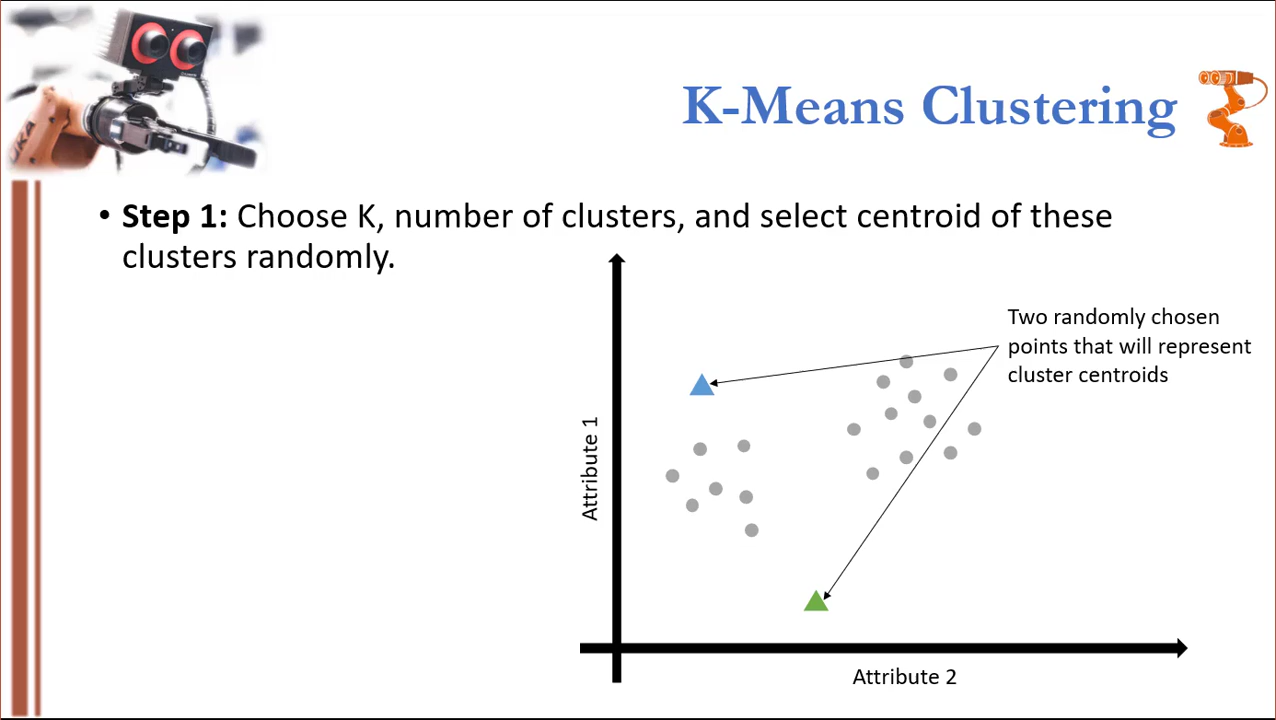 K-Means Clustering
• Step 1: Choose K, number of clusters, and select centroid of these
clusters randomly.
Two randomly chosen
points that will represent
cluster centroids
Attribute 1
Attribute 2